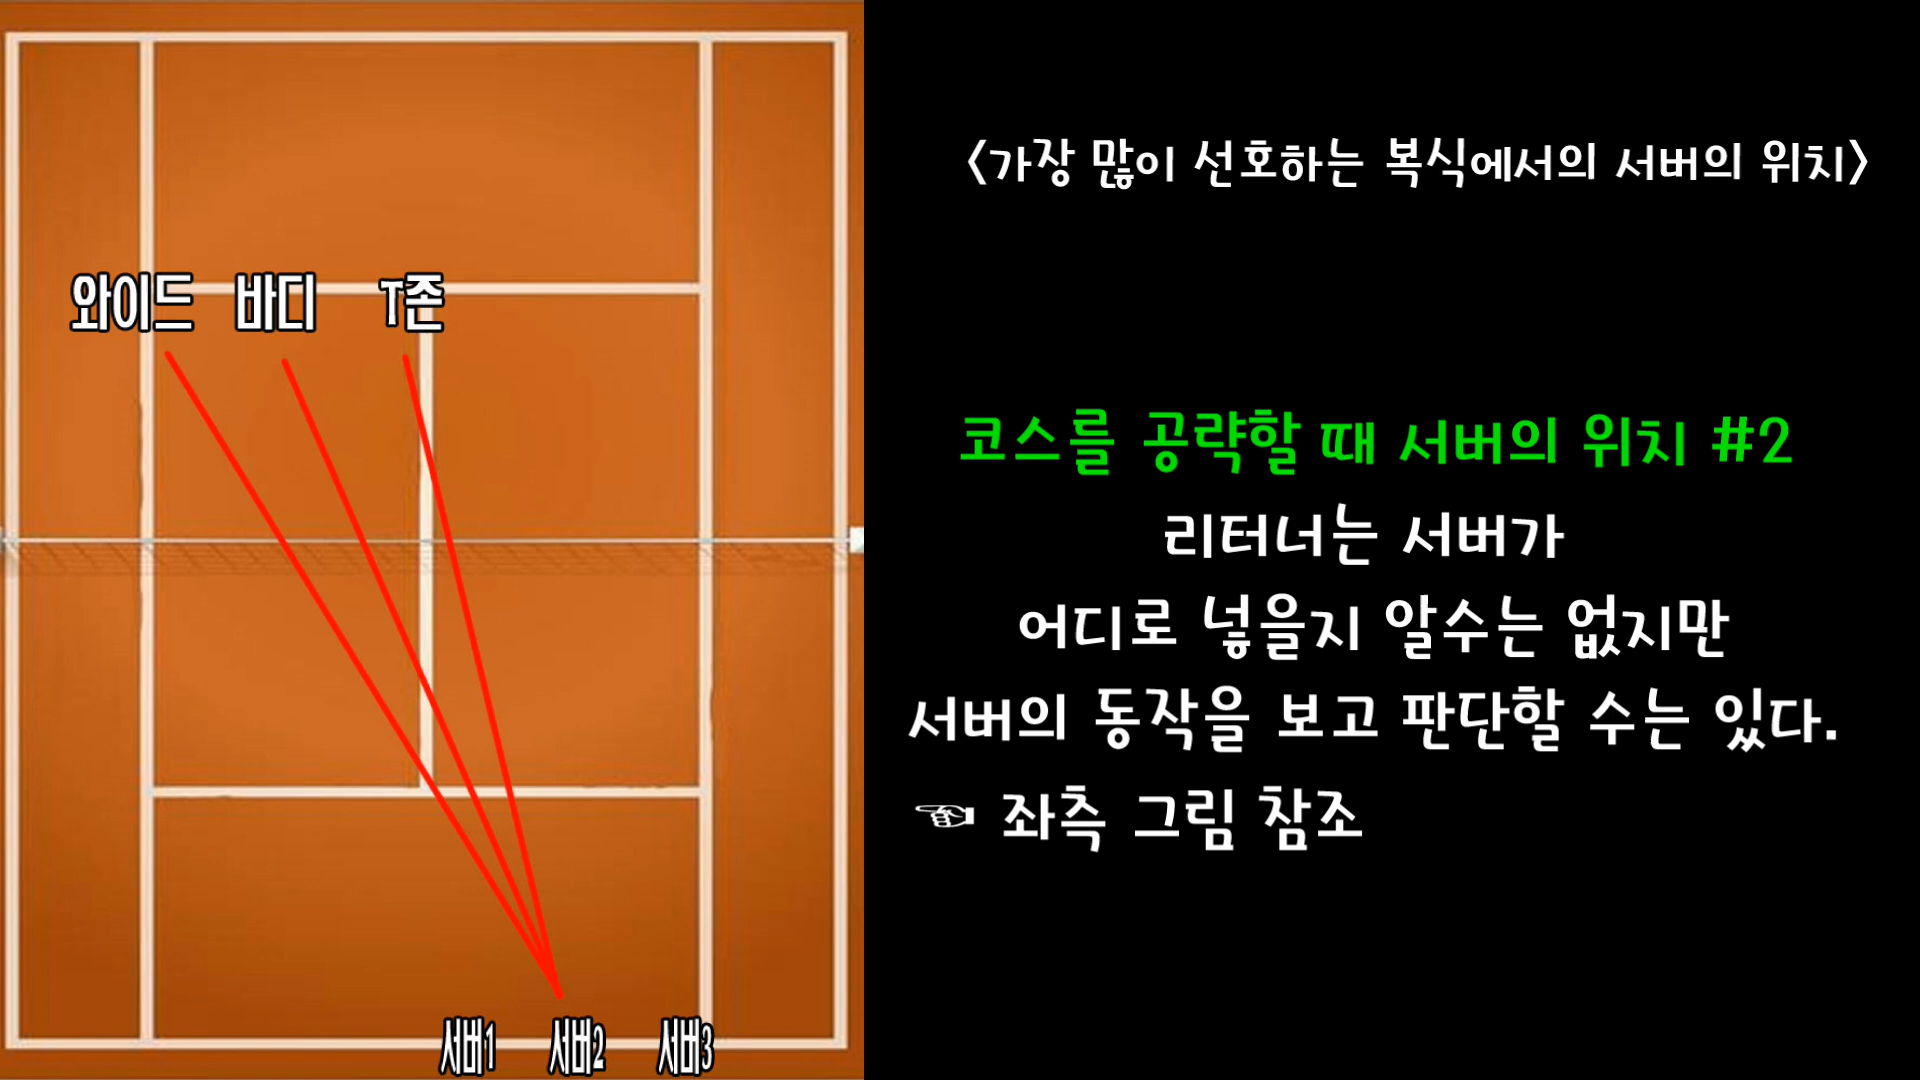 <가장 많이 선호하는 복식에서의 서버의 위치>
와이드 바디 T존
코스를 공략할 때 서버의 위치 #2
리터너는 서버가
어디로 넣을지 알수는 없지만
서버의 동작을 보고 판단할 수는 있다.
☜ 좌측 그림 참조
서버1 서버2 서버3